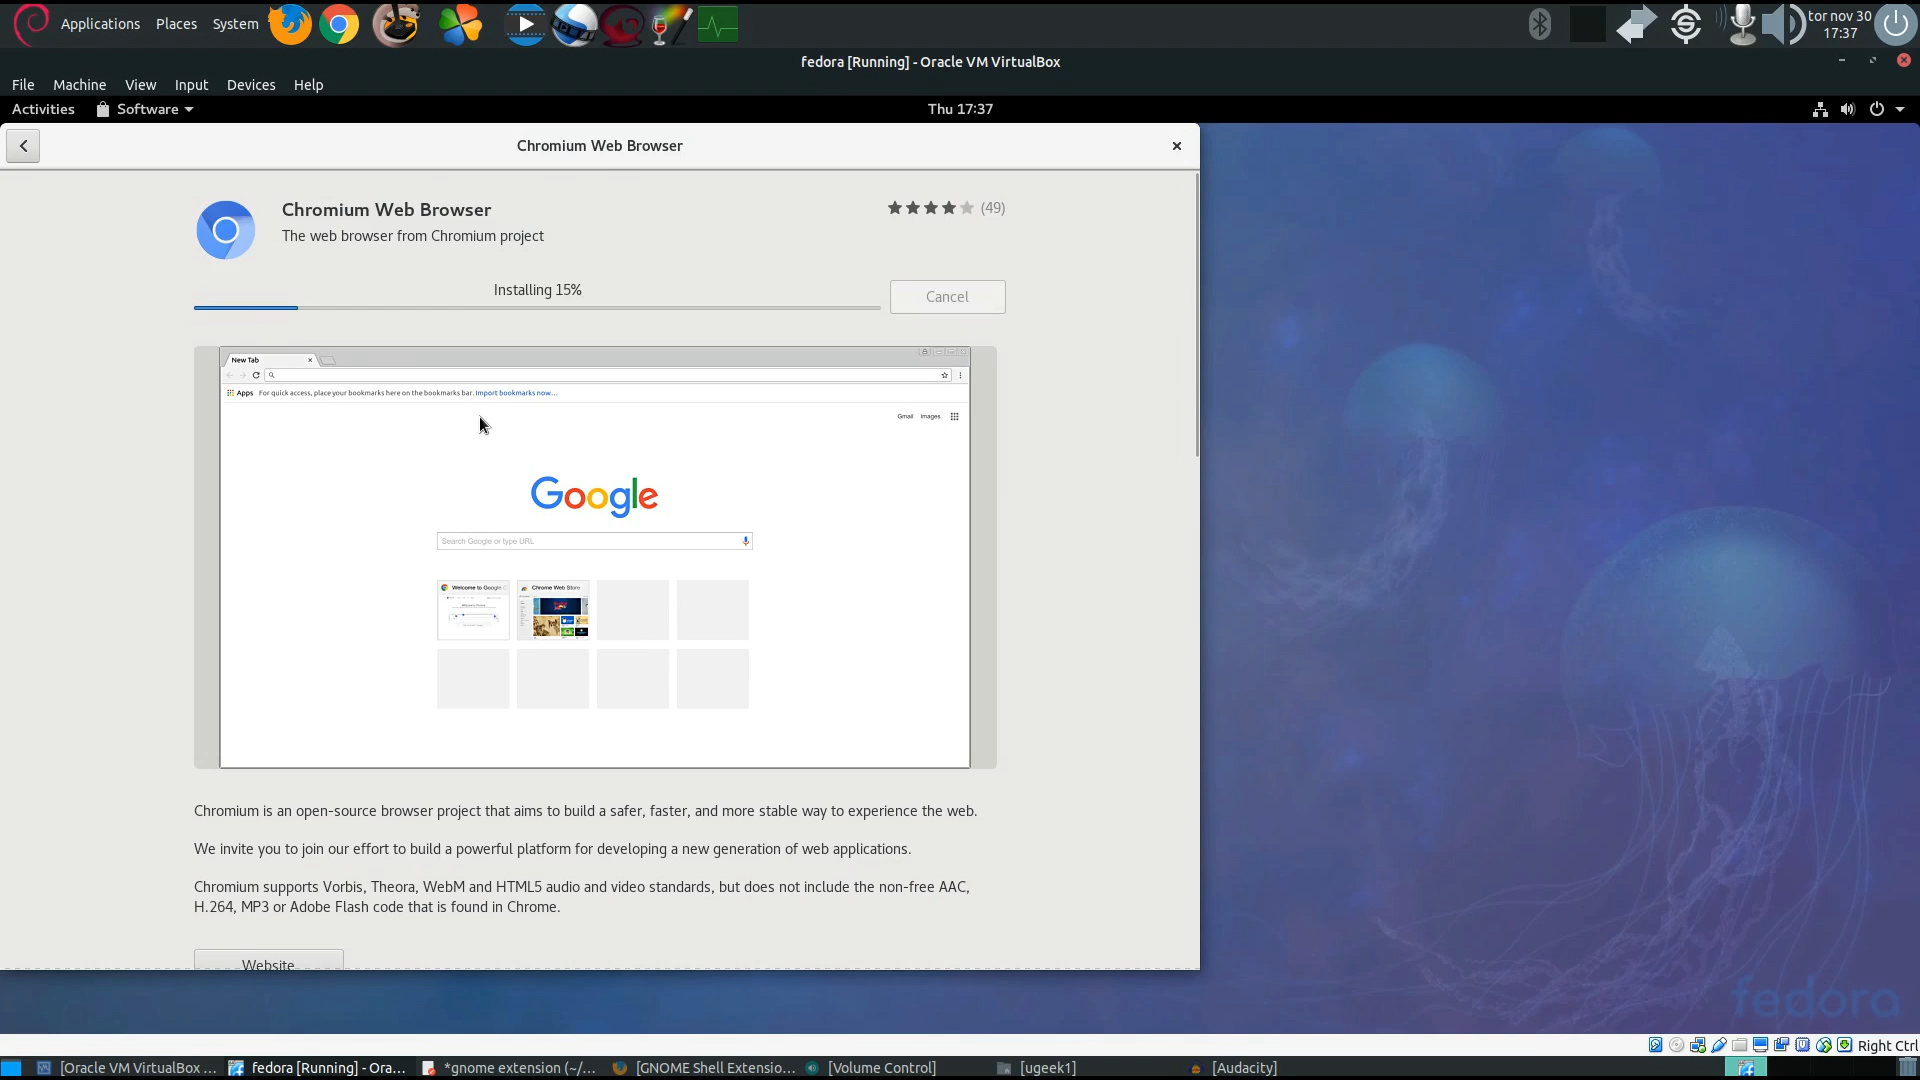 Applications Places System
tor nov 30
17:37
fedora [Running] - Oracle VM VirtualBox
File Machine View Input Devices Help
Activities Software Thu 17:37
Chromium Web Browser
Chromium Web Browser
(49)
The web browser from Chromium project
Installing 15%
Cancel
New Tab
Apps For quick access, place your bookmarks here on the bookmarks bar. Import bookmarks now...
Gmail Images
Google
Search Google or type URL
Welcome to Google Chrome Web Store
Chromium is an open-source browser project that aims to build a safer, faster, and more stable way to experience the web.
We invite you to join our effort to build a powerful platform for developing a new generation of web applications.
Chromium supports Vorbis, Theora, WebM and HTML5 audio and video standards, but does not include the non-free AAC,
H.264, MP3 or Adobe Flash code that is found in Chrome.
Website
fedora
Right Ctrl
[Oracle VM VirtualBox ... fedora [Running] - Ora... *gnome extension (~/... [GNOME Shell Extensio... [Volume Control] [ugeek1] [Audacity]